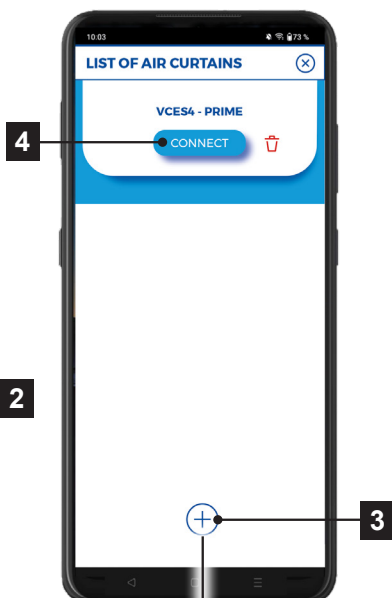 10:03 73 %
LIST OF AIR CURTAINS
VCES4 - PRIME
4
CONNECT
2
3